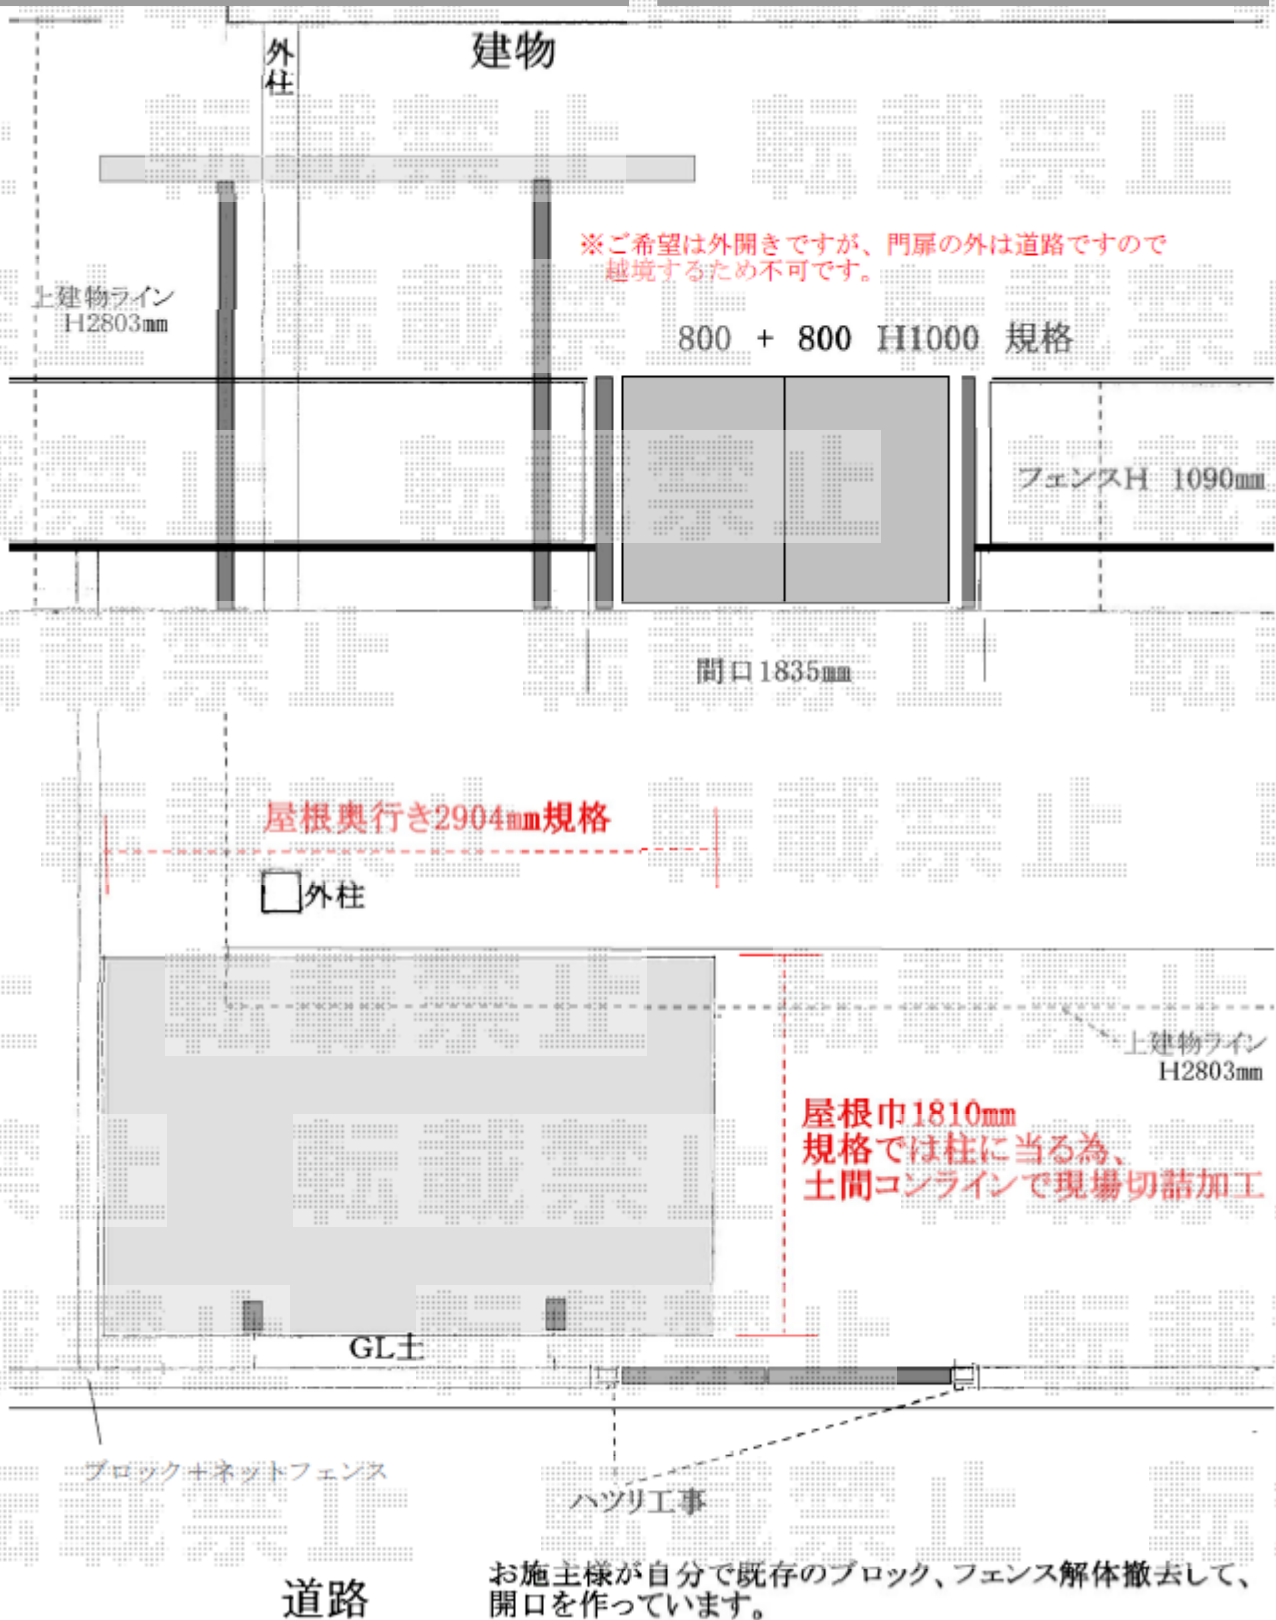 建物
外柱
※ご希望は外開きですが、門扉の外は道路ですので
越境するため不可です。
上建物ライン
H2803mm
800 + 800 H1000 規格
フェンスH 1090mm
間口1835mm
屋根奥行き2904mm規格
外柱
上建物ライン
H2803mm
屋根巾1810mm
規格では柱に当る為、
土間コンラインで現場切詰加工
GL土
ブロック+ネットフェンス
ハツリ工事
お施主様が自分で既存のブロック、フェンス解体撤去して、
開口を作っています。
道路
転載禁止